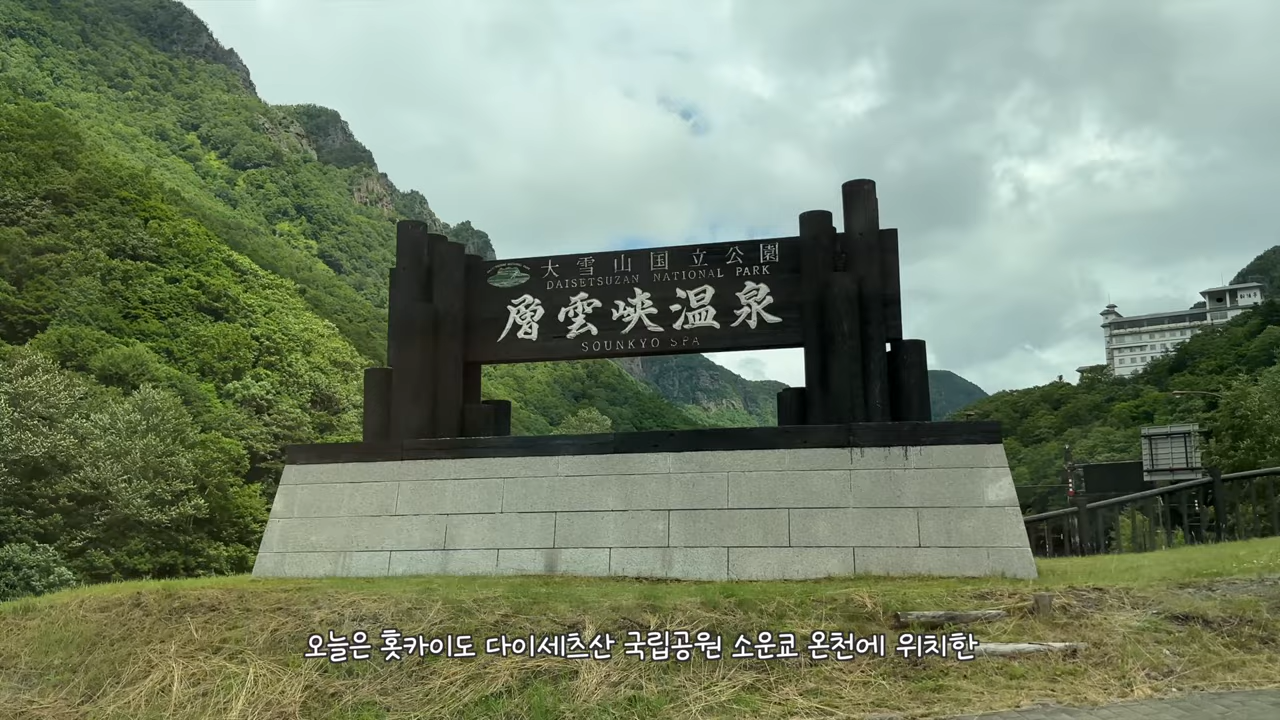 大雪山国立公園
DAISETSUZAN NATIONAL PARK
層雲峡温泉
SOUNKYO SPA
오늘은 홋카이도 다이세츠산 국립공원 소운쿄 온천에 위치한